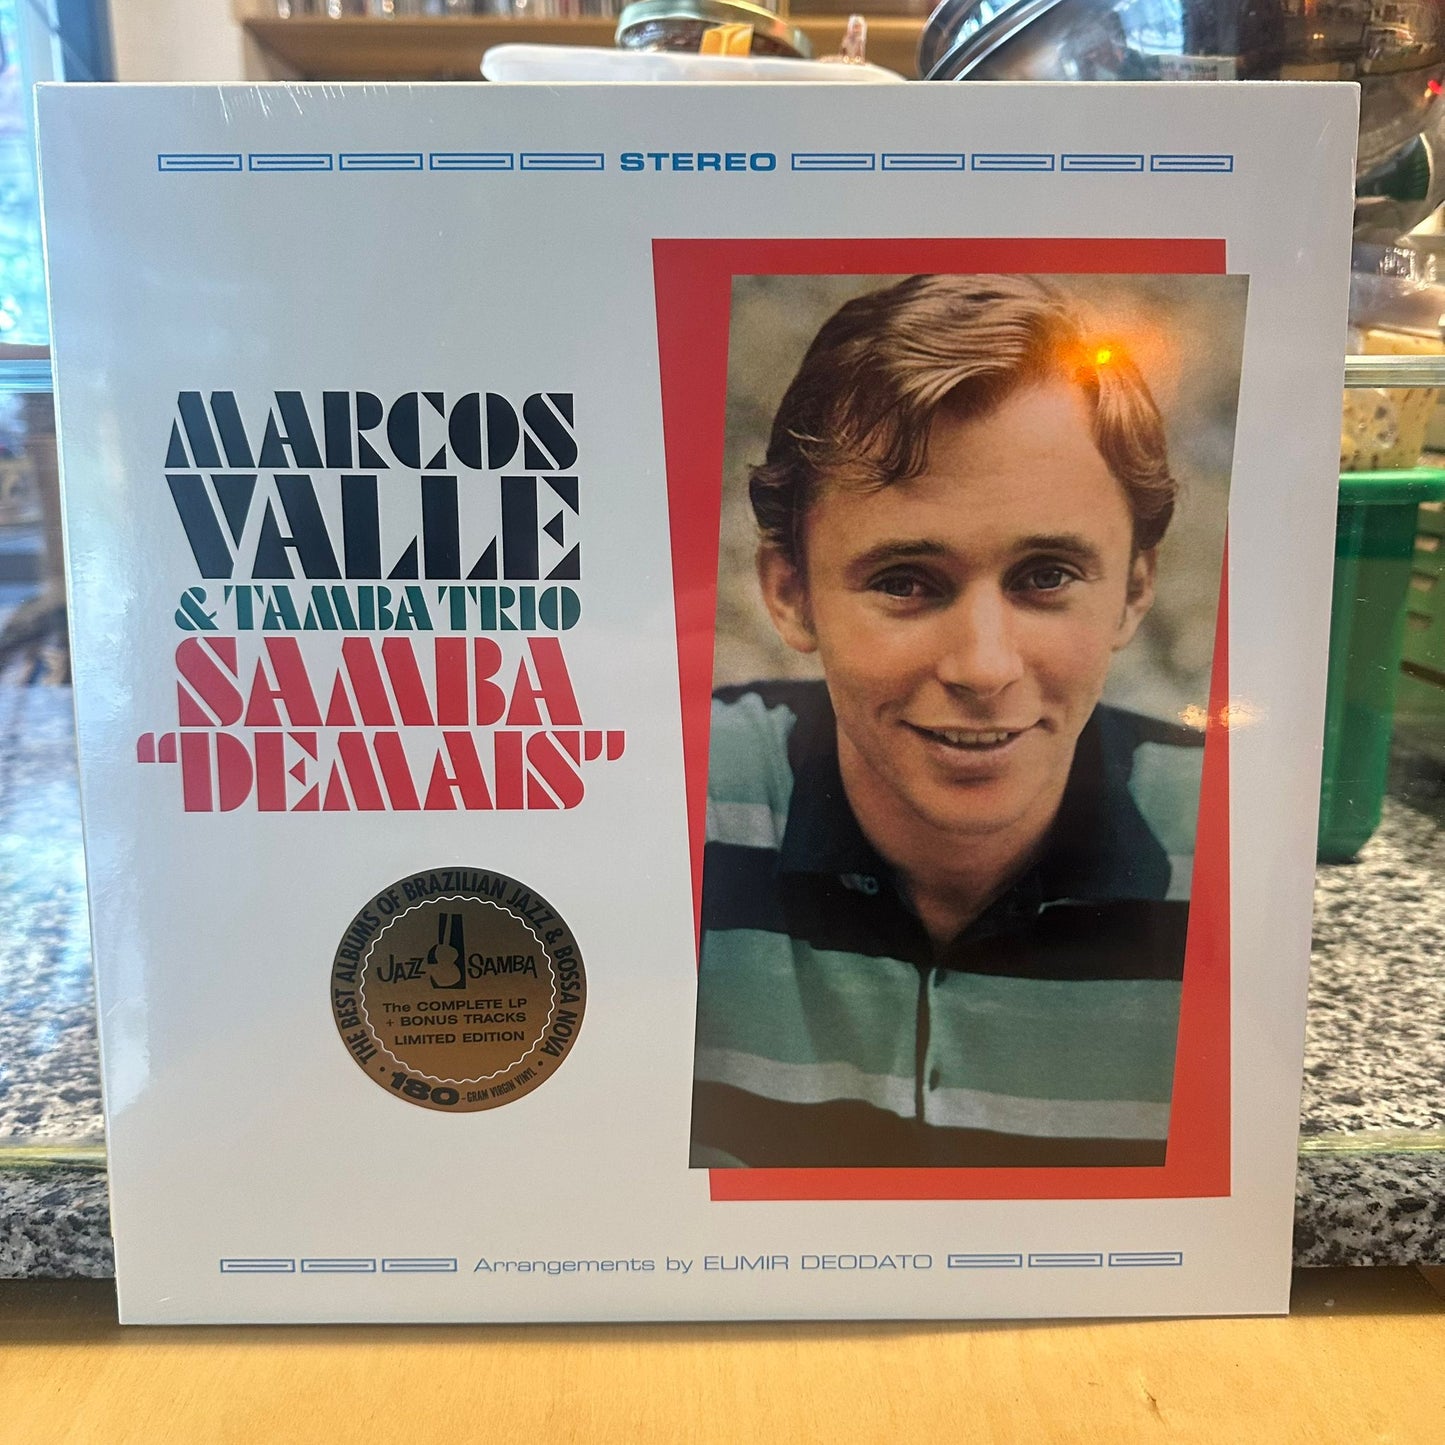 STEREO
MARCOS
VALLE
& TAMBA TRIO
SAMBA
“DEMAIS”
• THE BEST ALBUMS OF BRAZILIAN JAZZ & BOSSA NOVA •
JAZZ SAMBA
The COMPLETE LP
+ BONUS TRACKS
LIMITED EDITION
180-GRAM VIRGIN VINYL
Arrangements by EUMIR DEODATO